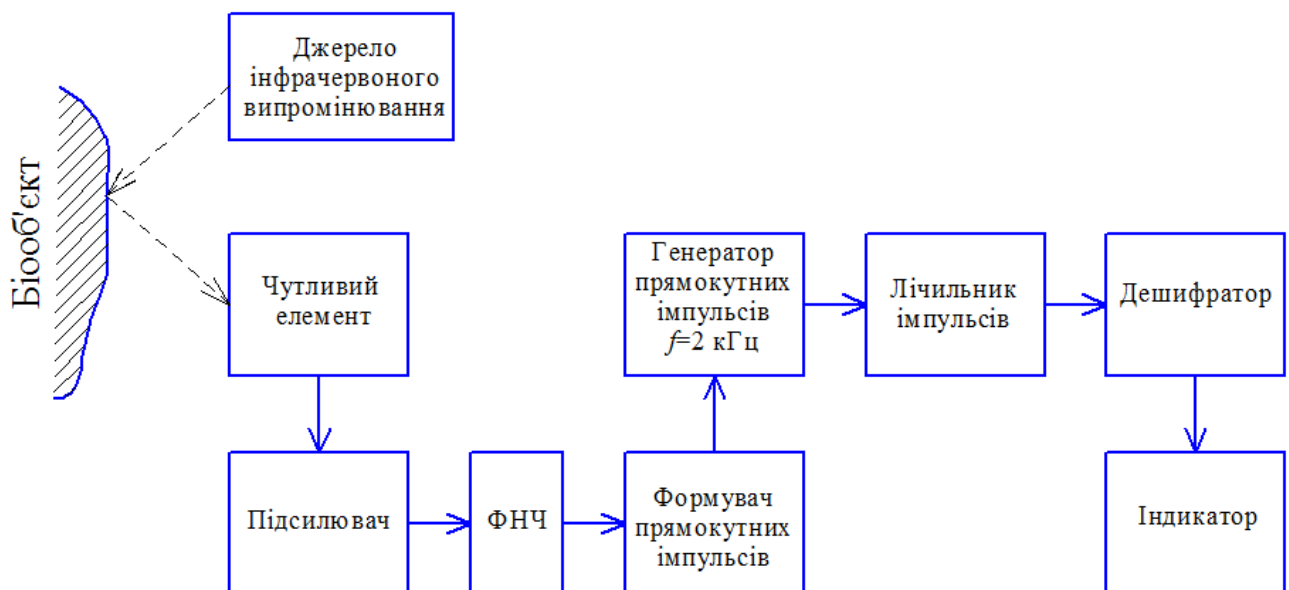 Джерело
інфрачервоного
випромінювання
Біооб'єкт
Чутливий
елемент
Генератор
прямокутних
імпульсів
f=2 кГц
Лічильник
імпульсів
Дешифратор
Підсилювач
ФНЧ
Формувач
прямокутних
імпульсів
Індикатор